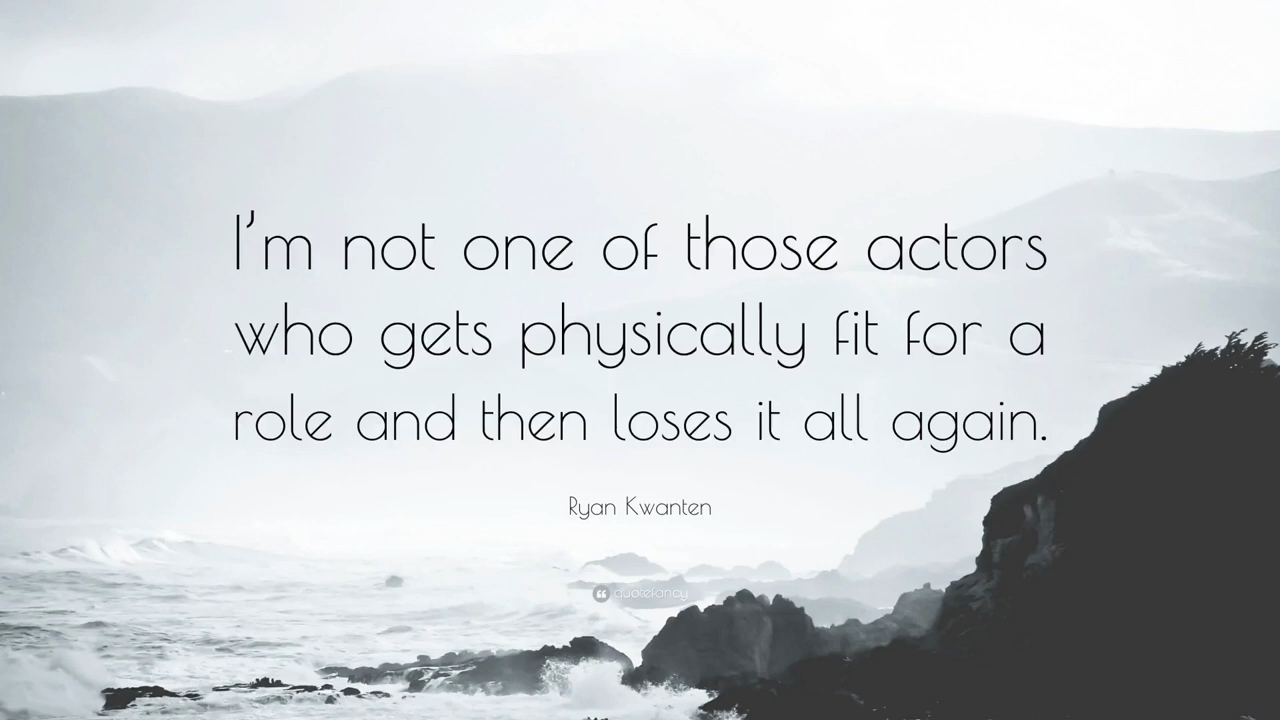 I'm not one of those actors
who gets physically fit for a
role and then loses it all again.
Ryan Kwanten
quotefancy